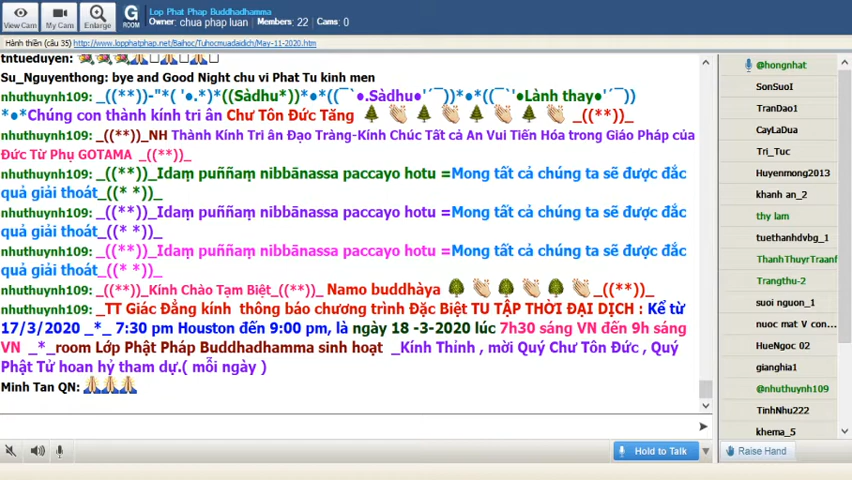 Lop Phat Phap Buddhadhamma
Owner: chua phap luan Members: 22 Cams: 0
View Cam My Cam Enlarge G ROOM
Hành thiền (câu 35) http://www.lopphatphap.net/Baihoc/Tuhocmuadaidich/May-11-2020.htm
tntueduyen:
Su_Nguyenthong: bye and Good Night chu vi Phat Tu kinh men
nhuthuynh109: _((**))-"*( '•.*)*((Sàdhu*))*•*((¯`•.Sàdhu•'´¯))*•*((¯`'•Lành thay•'´¯))
*•*Chúng con thành kính tri ân Chư Tôn Đức Tăng _((**))_
nhuthuynh109: _((**))_NH Thành Kính Tri ân Đạo Tràng-Kính Chúc Tất cả An Vui Tiến Hóa trong Giáo Pháp của
Đức Từ Phụ GOTAMA _((**))_
nhuthuynh109: _((**))_Idaṃ puññaṃ nibbānassa paccayo hotu =Mong tất cả chúng ta sẽ được đắc
quả giải thoát_((* *))_
nhuthuynh109: _((**))_Idaṃ puññaṃ nibbānassa paccayo hotu =Mong tất cả chúng ta sẽ được đắc
quả giải thoát_((* *))_
nhuthuynh109: _((**))_Idaṃ puññaṃ nibbānassa paccayo hotu =Mong tất cả chúng ta sẽ được đắc
quả giải thoát_((* *))_
nhuthuynh109: _((**))_Kính Chào Tạm Biệt_((**))_ Namo buddhàya _((**))_
nhuthuynh109: _TT Giác Đẳng kính thông báo chương trình Đặc Biệt TU TẬP THỜI ĐẠI DỊCH : Kể từ
17/3/2020 _*_ 7:30 pm Houston đến 9:00 pm, là ngày 18 -3-2020 lúc 7h30 sáng VN đến 9h sáng
VN _*_room Lớp Phật Pháp Buddhadhamma sinh hoạt _Kính Thỉnh , mời Quý Chư Tôn Đức , Quý
Phật Tử hoan hỷ tham dự.( mỗi ngày )
Minh Tan QN:
@hongnhat
SonSuoI
TranDao1
CayLaDua
Tri_Tuc
Huyenmong2013
khanh an_2
thy lam
tuethanhdvbg_1
ThanhThuyrTraanf
Trangthu-2
suoi nguon_1
nuoc mat V con...
HueNgoc 02
gianghia1
@nhuthuynh109
TinhNhu222
khema_5
Hold to Talk
Raise Hand